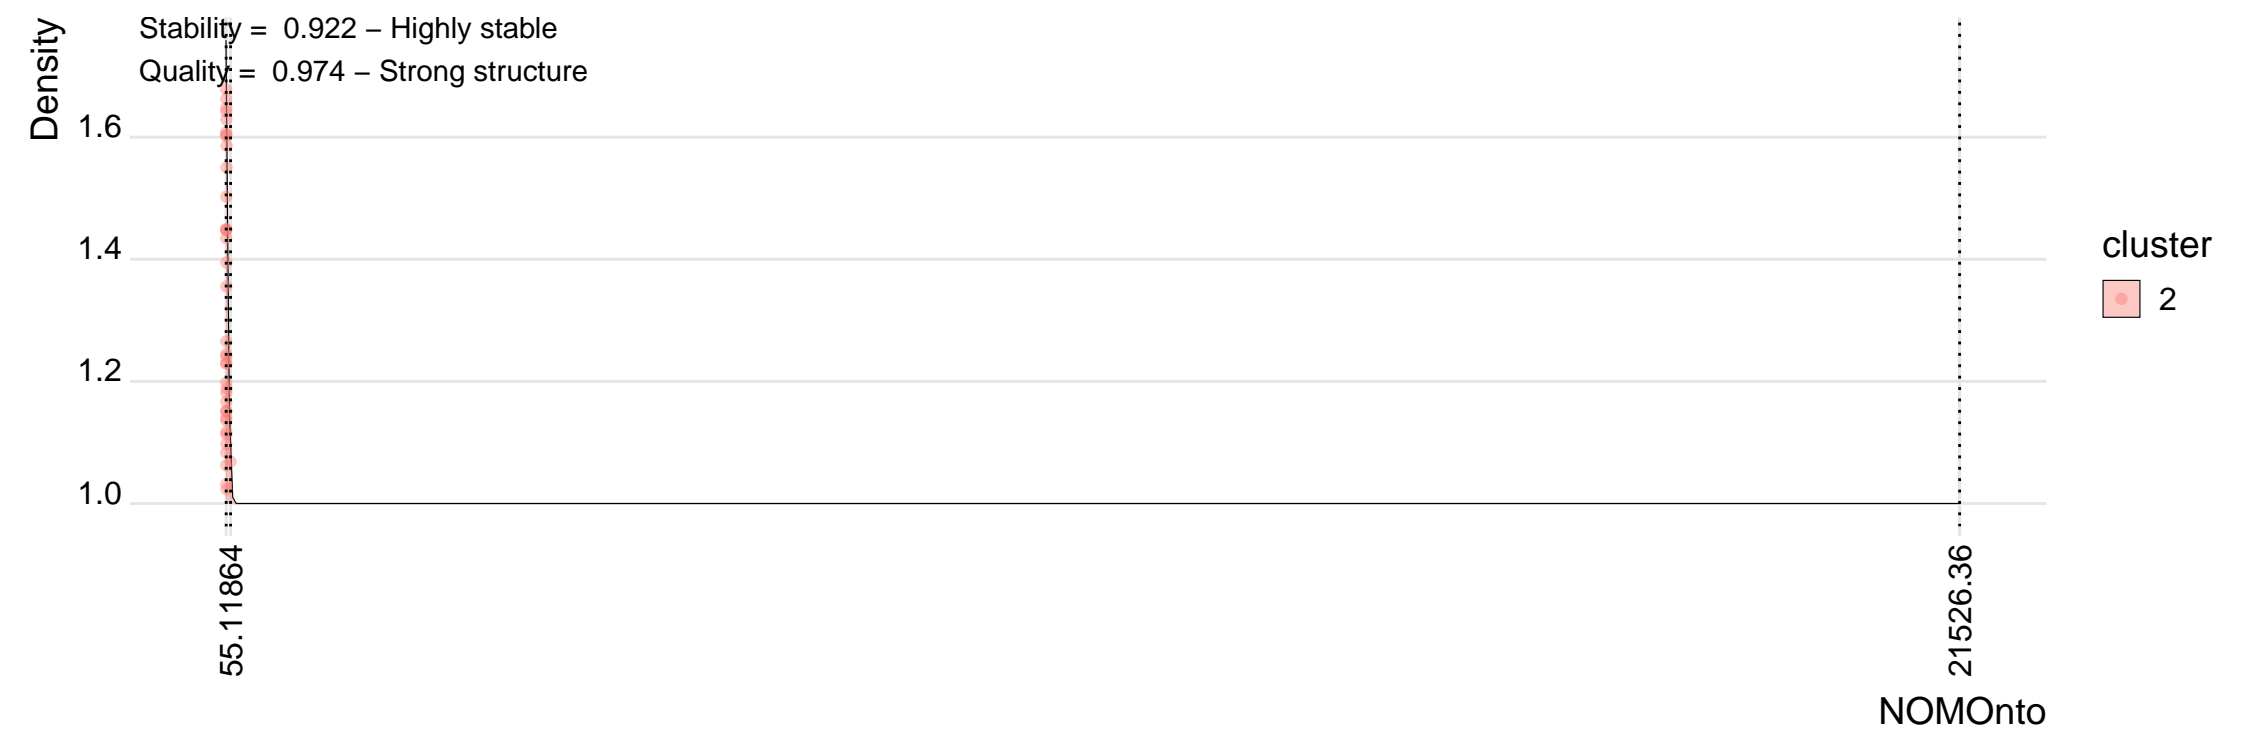 Stability =  0.922 – Highly stable
Quality =  0.974 – Strong structure
Density
1.6
1.4
1.2
1.0
cluster
2
55.11864
21526.36
NOMOnto